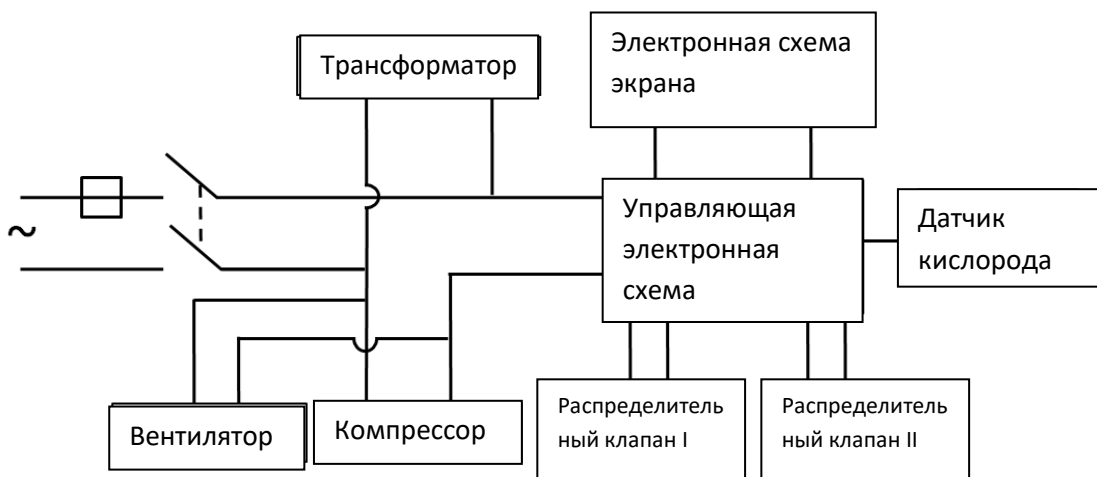 Трансформатор
Электронная схема
экрана
~
Управляющая
электронная
схема
Датчик
кислорода
Вентилятор
Компрессор
Распределитель
ный клапан I
Распределитель
ный клапан II